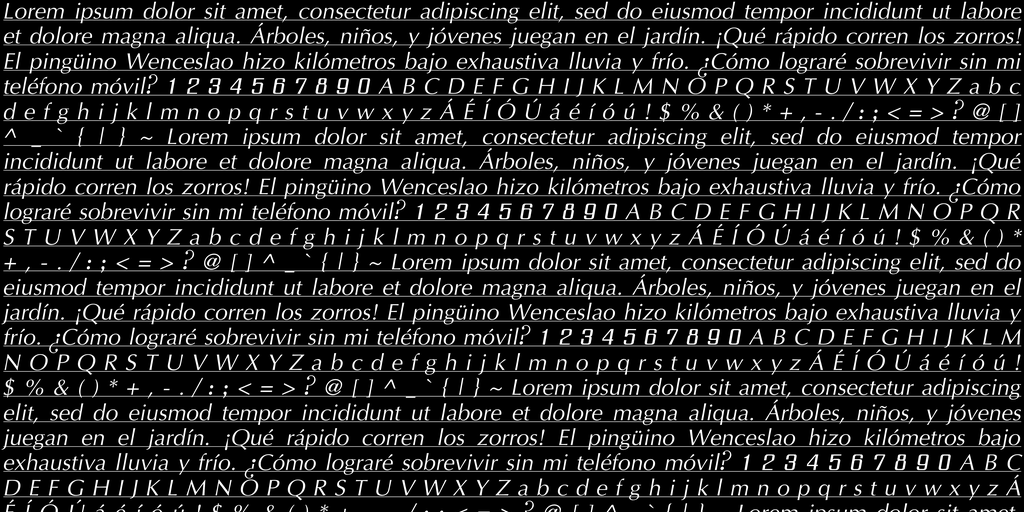 Lorem ipsum dolor sit amet, consectetur adipiscing elit, sed do eiusmod tempor incididunt ut labore
et dolore magna aliqua. Árboles, niños, y jóvenes juegan en el jardín. ¡Qué rápido corren los zorros!
El pingüino Wenceslao hizo kilómetros bajo exhaustiva lluvia y frío. ¿Cómo lograré sobrevivir sin mi
teléfono móvil? 1 2 3 4 5 6 7 8 9 0 A B C D E F G H I J K L M N O P Q R S T U V W X Y Z a b c
d e f g h i j k l m n o p q r s t u v w x y z Á É Í Ó Ú á é í ó ú ! $ % & ( ) * + , - . / : ; < = > ? @ [ ]
^ _ ` { | } ~ Lorem ipsum dolor sit amet, consectetur adipiscing elit, sed do eiusmod tempor
incididunt ut labore et dolore magna aliqua. Árboles, niños, y jóvenes juegan en el jardín. ¡Qué
rápido corren los zorros! El pingüino Wenceslao hizo kilómetros bajo exhaustiva lluvia y frío. ¿Cómo
lograré sobrevivir sin mi teléfono móvil? 1 2 3 4 5 6 7 8 9 0 A B C D E F G H I J K L M N O P Q R
S T U V W X Y Z a b c d e f g h i j k l m n o p q r s t u v w x y z Á É Í Ó Ú á é í ó ú ! $ % & ( ) *
+ , - . / : ; < = > ? @ [ ] ^ _ ` { | } ~ Lorem ipsum dolor sit amet, consectetur adipiscing elit, sed do
eiusmod tempor incididunt ut labore et dolore magna aliqua. Árboles, niños, y jóvenes juegan en el
jardín. ¡Qué rápido corren los zorros! El pingüino Wenceslao hizo kilómetros bajo exhaustiva lluvia y
frío. ¿Cómo lograré sobrevivir sin mi teléfono móvil? 1 2 3 4 5 6 7 8 9 0 A B C D E F G H I J K L M
N O P Q R S T U V W X Y Z a b c d e f g h i j k l m n o p q r s t u v w x y z Á É Í Ó Ú á é í ó ú !
$ % & ( ) * + , - . / : ; < = > ? @ [ ] ^ _ ` { | } ~ Lorem ipsum dolor sit amet, consectetur adipiscing
elit, sed do eiusmod tempor incididunt ut labore et dolore magna aliqua. Árboles, niños, y jóvenes
juegan en el jardín. ¡Qué rápido corren los zorros! El pingüino Wenceslao hizo kilómetros bajo
exhaustiva lluvia y frío. ¿Cómo lograré sobrevivir sin mi teléfono móvil? 1 2 3 4 5 6 7 8 9 0 A B C
D E F G H I J K L M N O P Q R S T U V W X Y Z a b c d e f g h i j k l m n o p q r s t u v w x y z Á
É Í Ó Ú á é í ó ú ! $ % & ( ) * + , - . / : ; < = > ? @ [ ] ^ _ ` { | } ~ Lorem ipsum dolor sit amet,